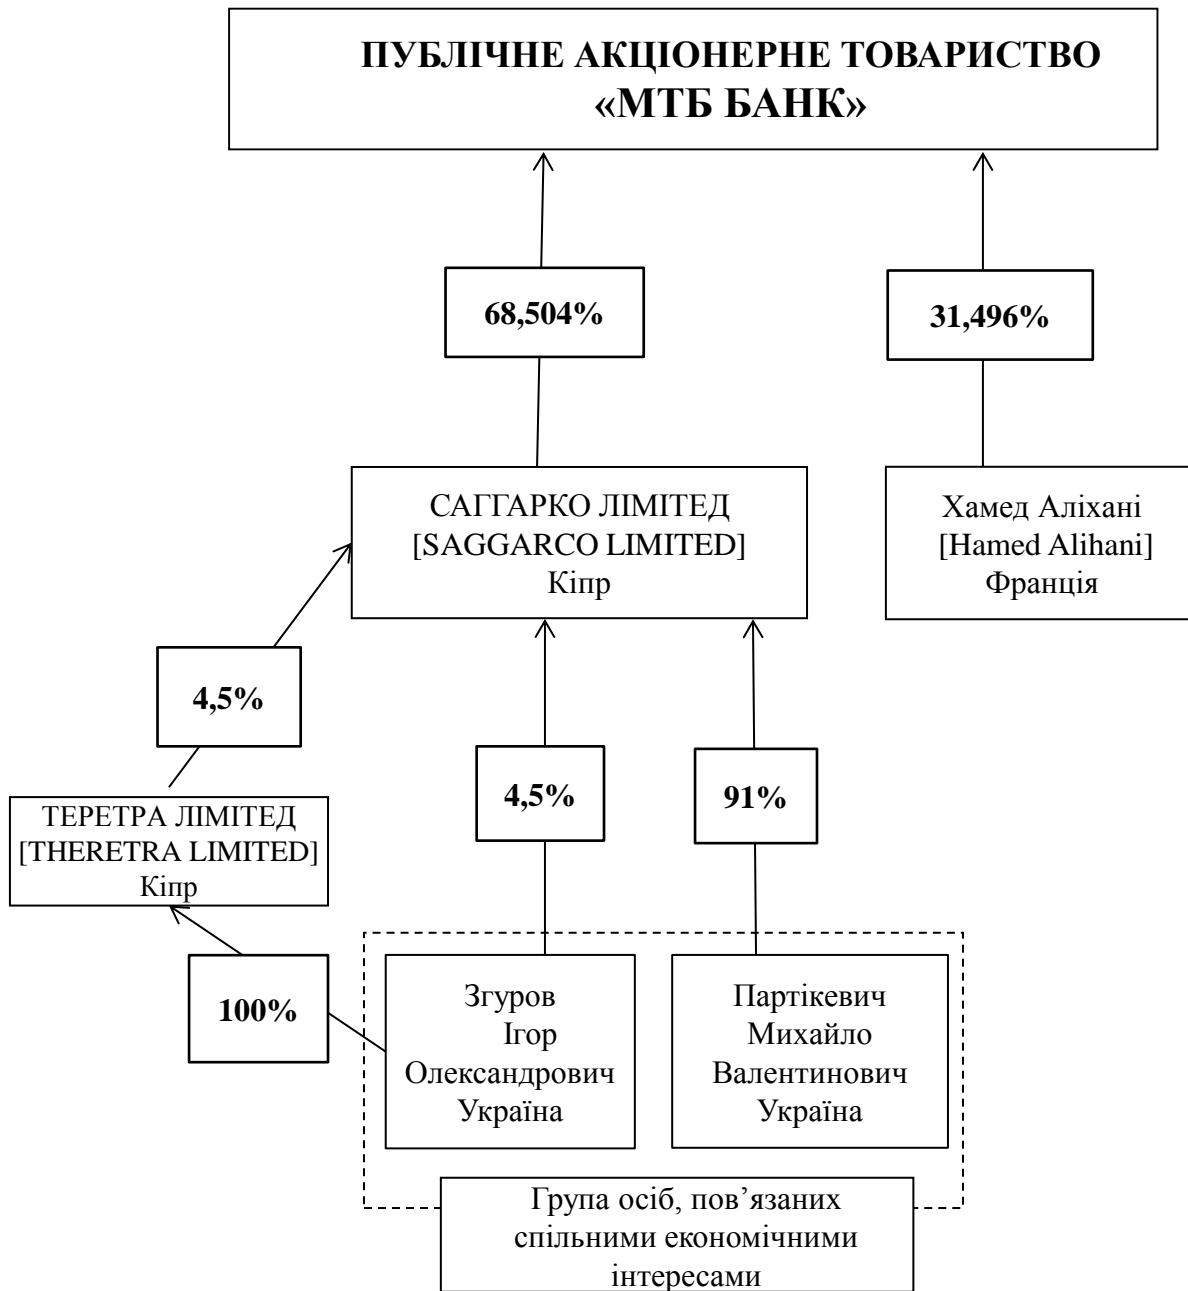 ПУБЛІЧНЕ АКЦІОНЕРНЕ ТОВАРИСТВО
«МТБ БАНК»
68,504%
31,496%
САГГАРКО ЛІМІТЕД
[SAGGARCO LIMITED]
Кіпр
Хамед Аліхані
[Hamed Alihani]
Франція
4,5%
4,5%
91%
ТЕРЕТРА ЛІМІТЕД
[THERETRA LIMITED]
Кіпр
100%
Згуров
Ігор
Олександрович
Україна
Партікевич
Михайло
Валентинович
Україна
Група осіб, пов’язаних
спільними економічними
інтересами